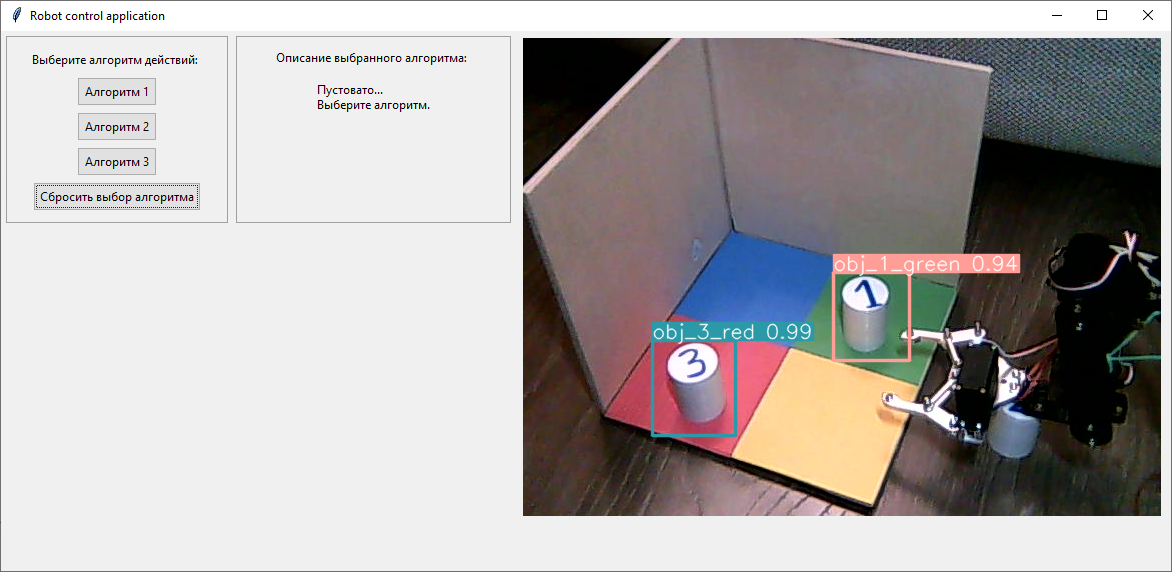 Robot control application
Выберите алгоритм действий:
Алгоритм 1
Алгоритм 2
Алгоритм 3
Сбросить выбор алгоритма
Описание выбранного алгоритма:
Пустовато...
Выберите алгоритм.
obj_1_green 0.94
1
obj_3_red 0.99
3